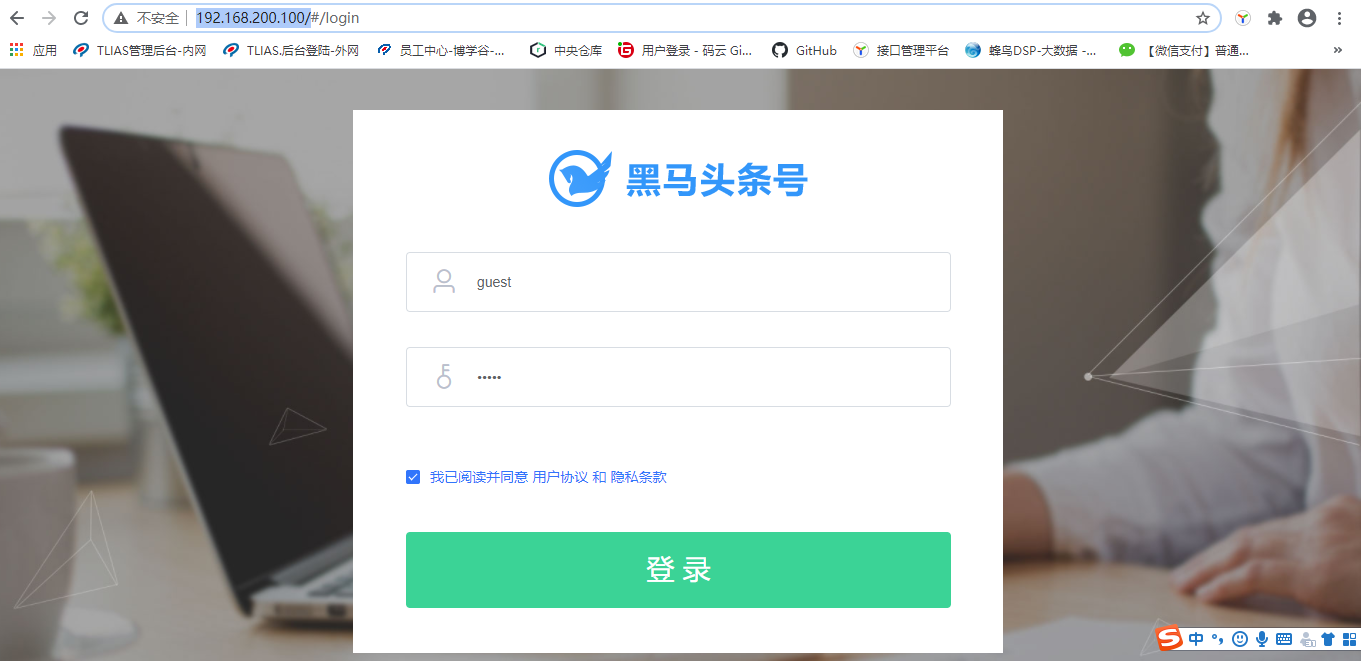 不安全 192.168.200.100/#/login
应用 TLIAS管理后台-内网 TLIAS.后台登陆-外网 员工中心-博学谷-... 中央仓库 用户登录 - 码云 Gi... GitHub 接口管理平台 蜂鸟DSP-大数据 -... 【微信支付】普通... »
黑马头条号
guest
•••••
我已阅读并同意 用户协议 和 隐私条款
登 录
S 中 °,